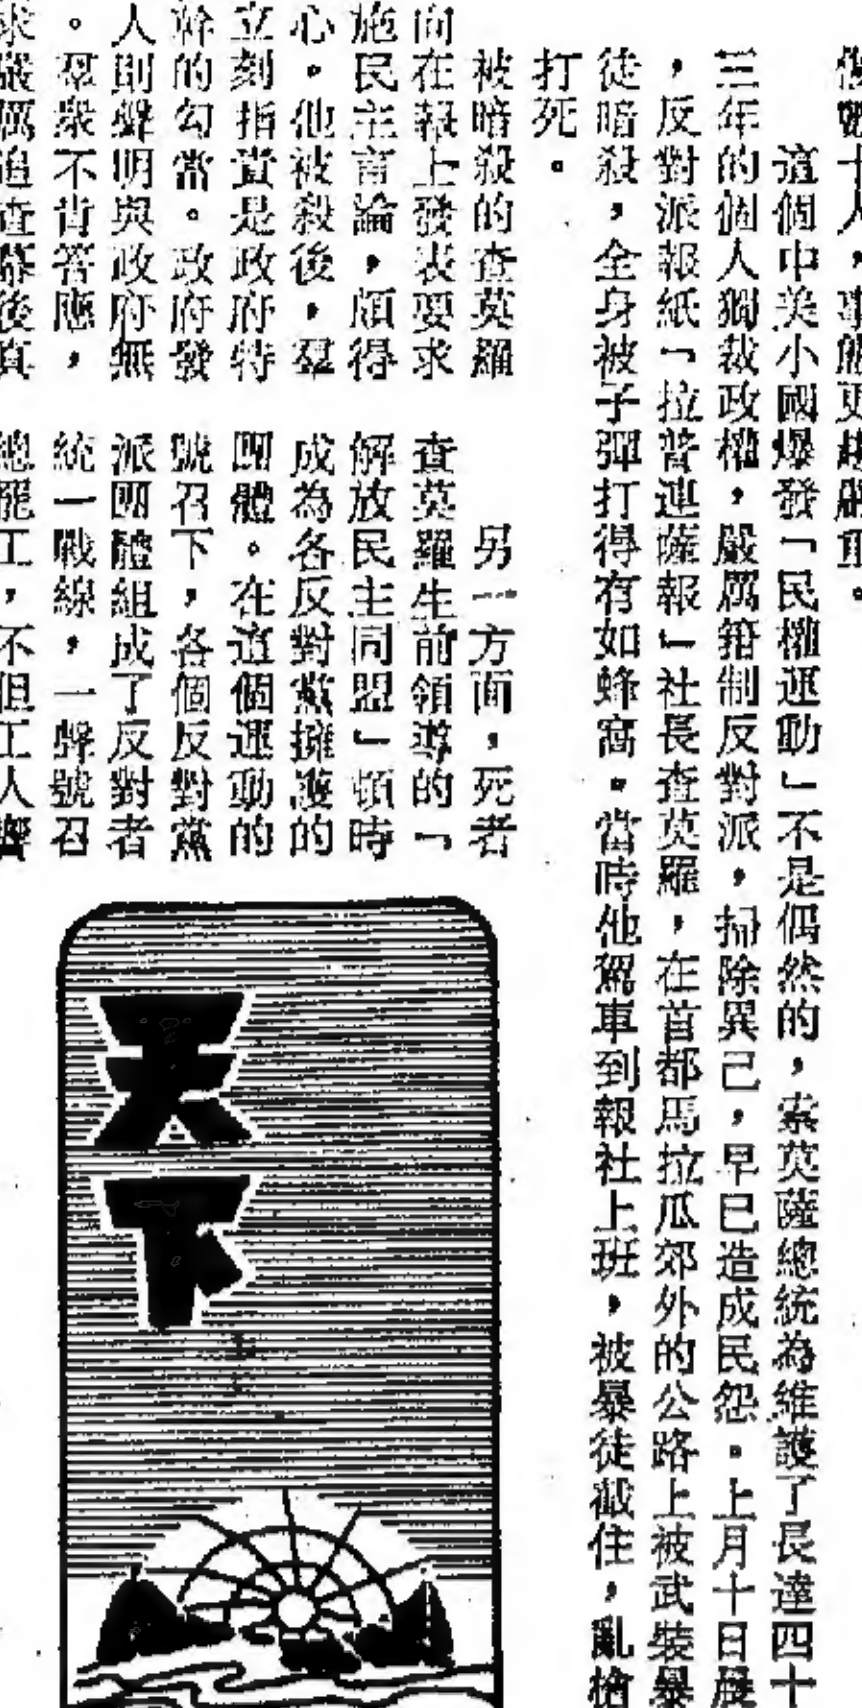 傷數十人，事態更趨嚴重。
這個中美小國爆發「民權運動」不是偶然的，索莫薩總統為維護了長達四十
三年的個人獨裁政權，嚴厲箝制反對派，掃除異己，早已造成民怨。上月十日晨
，反對派報紙「拉普連薩報」社長查莫羅，在首都馬拉瓜郊外的公路上被武裝暴
徒暗殺，全身被子彈打得有如蜂窩。當時他駕車到報社上班，被暴徒截住，亂槍
打死。
被暗殺的查莫羅
向在報上發表要求
施民主言論，頗得
心。他被殺後，羣
立刻指責是政府特
幹的勾當。政府發
人則聲明與政府無
。羣衆不肯答應，
求嚴厲追查幕後真
另一方面，死者
查莫羅生前領導的「
解放民主同盟」頓時
成為各反對黨擁護的
團體。在這個運動的
號召下，各個反對黨
派團體組成了反對者
統一戰線，一聲號召
總罷工，不但工人響
天下